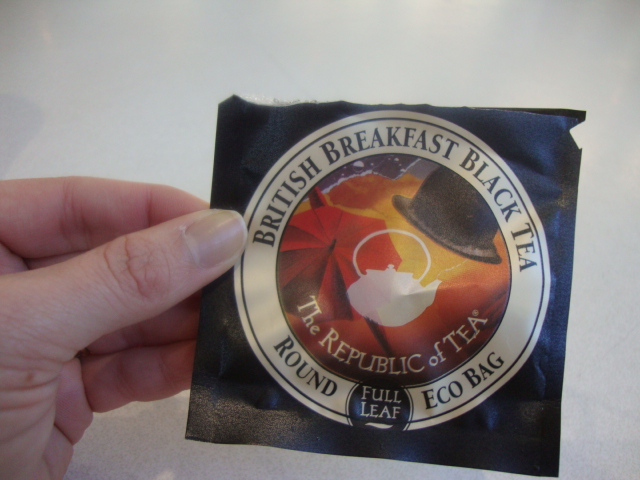 BRITISH BREAKFAST BLACK TEA
The REPUBLIC of TEA®
ROUND
FULL
LEAF
ECO BAG